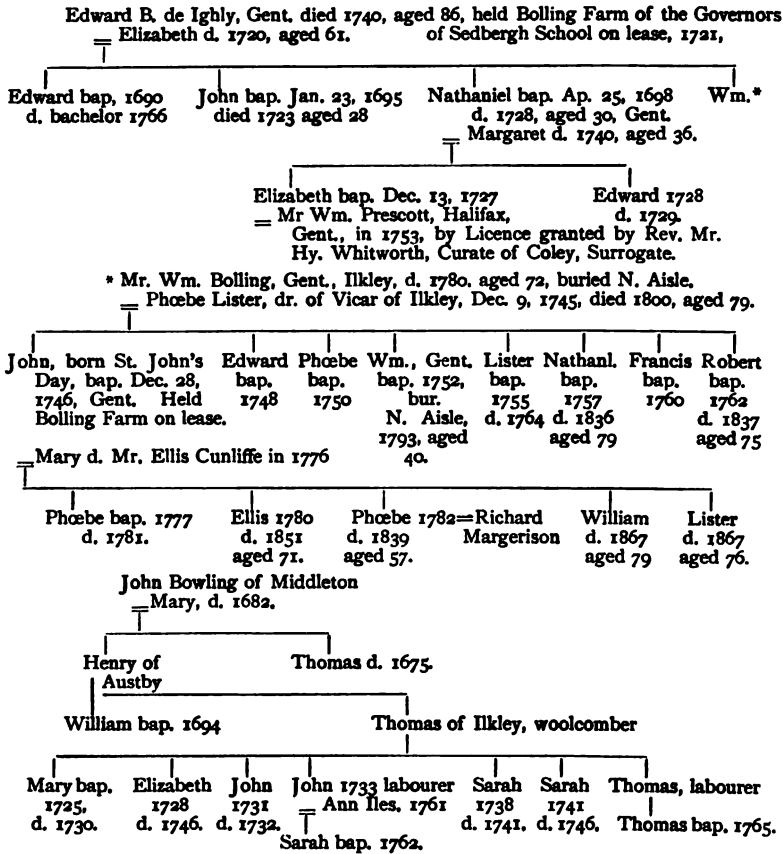 Edward B. de Ighly, Gent. died 1740, aged 86, held Bolling Farm of the Governors
= Elizabeth d. 1720, aged 61. of Sedbergh School on lease, 1721,
Edward bap, 1690 John bap. Jan. 23, 1695 Nathaniel bap. Ap. 25, 1698 Wm.*
d. bachelor 1766 died 1723 aged 28 d. 1728, aged 30, Gent.
= Margaret d. 1740, aged 36.
Elizabeth bap. Dec. 13, 1727 Edward 1728
= Mr Wm. Prescott, Halifax, d. 1729.
Gent., in 1753, by Licence granted by Rev. Mr.
Hy. Whitworth, Curate of Coley, Surrogate.
* Mr. Wm. Bolling, Gent., Ilkley, d. 1780. aged 72, buried N. Aisle.
= Phœbe Lister, dr. of Vicar of Ilkley, Dec. 9, 1745, died 1800, aged 79.
John, born St. John's Edward Phœbe Wm., Gent. Lister Nathanl. Francis Robert
Day, bap. Dec. 28, bap. bap. bap. 1752, bap. bap. bap. bap.
1746, Gent. Held 1748 1750 bur. 1755 1757 1760 1762
Bolling Farm on lease. N. Aisle, d. 1764 d. 1836 d. 1837
1793, aged aged 79 aged 75
40.
= Mary d. Mr. Ellis Cunliffe in 1776
Phœbe bap. 1777 Ellis 1780 Phœbe 1782=Richard William Lister
d. 1781. d. 1851 d. 1839 Margerison d. 1867 d. 1867
aged 71. aged 57. aged 79 aged 76.
John Bowling of Middleton
= Mary, d. 1682.
Henry of Thomas d. 1675.
Austby
William bap. 1694 Thomas of Ilkley, woolcomber
Mary bap. Elizabeth John John 1733 labourer Sarah Sarah Thomas, labourer
1725, 1728 1731 = Ann Iles. 1761 1738 1741
d. 1730. d. 1746. d. 1732. d. 1741. d. 1746. Thomas bap. 1765.
Sarah bap. 1762.